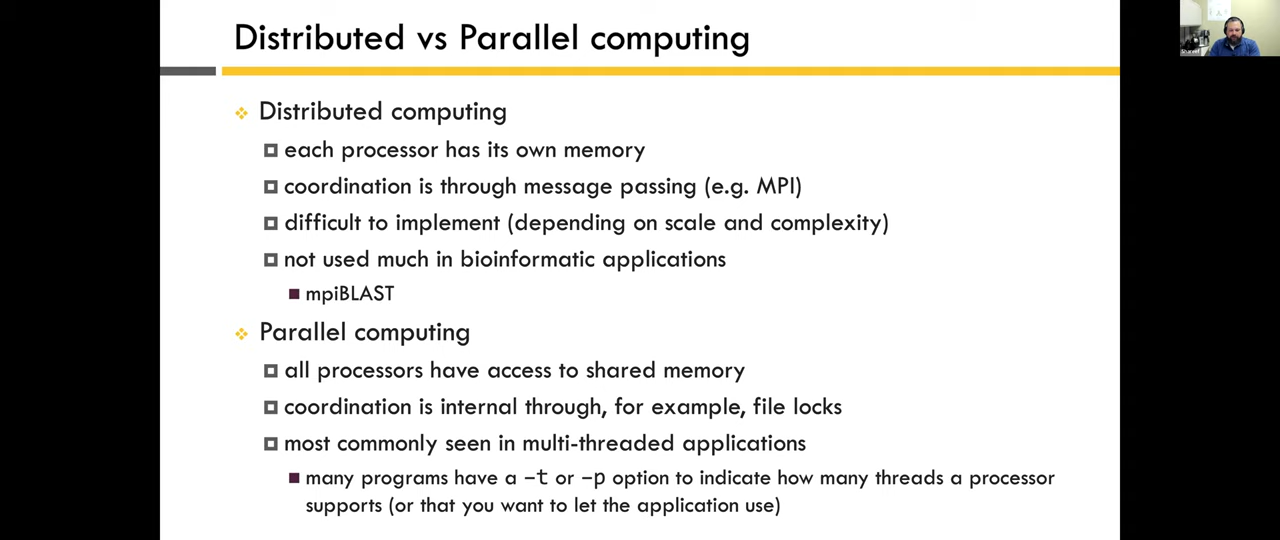 Distributed vs Parallel computing
Distributed computing
each processor has its own memory
coordination is through message passing (e.g. MPI)
difficult to implement (depending on scale and complexity)
not used much in bioinformatic applications
mpiBLAST
Parallel computing
all processors have access to shared memory
coordination is internal through, for example, file locks
most commonly seen in multi-threaded applications
many programs have a –t or –p option to indicate how many threads a processor
supports (or that you want to let the application use)